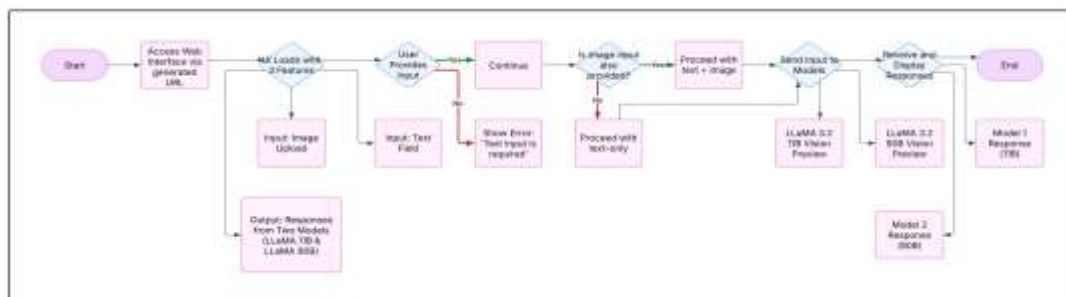 Start
Access Web
Interface via
generated
URL
Loads with
Features
User
Provides
Input
Yes
Continue
Is image input
also
provided?
Yes
Proceed with
text + image
Send Input to
Models
Receive and
Display
Responses
End
No
No
Input: Image
Upload
Input: Text
Field
Show Error:
"Text Input is
required"
Proceed with
text-only
LLaMA 3.2
11B Vision
Preview
LLaMA 3.2
90B Vision
Preview
Model 1
Response
(11B)
Output: Responses
from Two Models
(LLaMA 11B &
LLaMA 90B)
Model 2
Response
(90B)